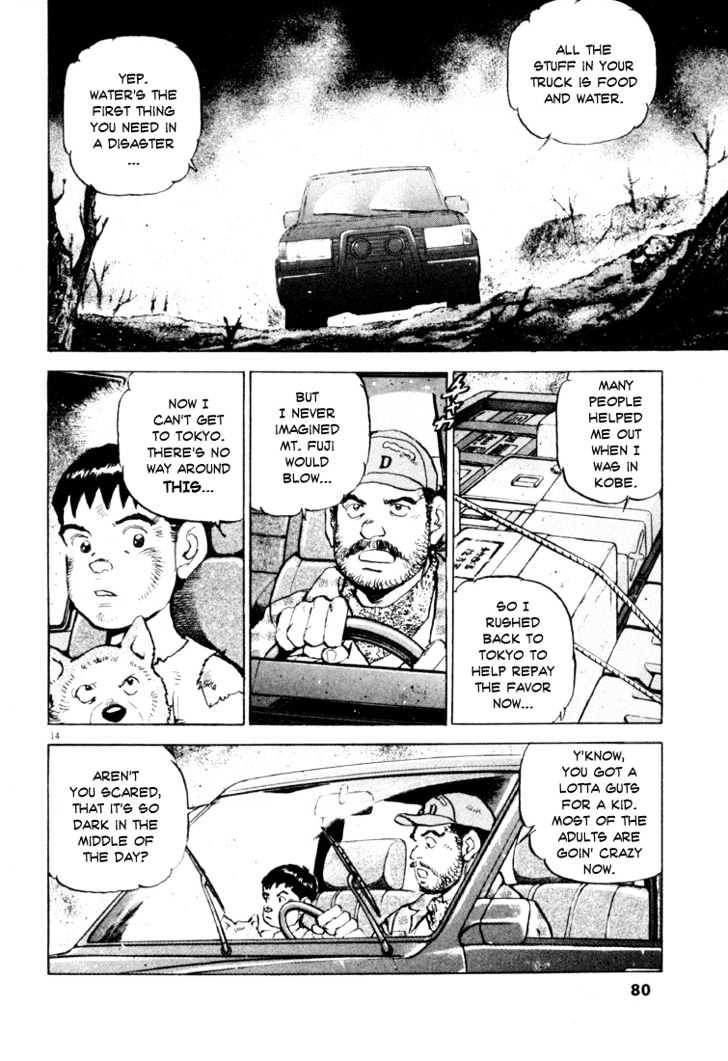 ALL THE
STUFF IN YOUR
TRUCK IS FOOD
AND WATER.
YEP.
WATER'S THE
FIRST THING
YOU NEED IN
A DISASTER
...
MANY
PEOPLE
HELPED
ME OUT
WHEN I
WAS IN
KOBE.
SO I
RUSHED
BACK TO
TOKYO TO
HELP REPAY
THE FAVOR
NOW...
BUT
I NEVER
IMAGINED
MT. FUJI
WOULD
BLOW...
D
NOW I
CAN'T GET
TO TOKYO.
THERE'S NO
WAY AROUND
THIS...
14
Y'KNOW,
YOU GOT A
LOTTA GUTS
FOR A KID.
MOST OF THE
ADULTS ARE
GOIN' CRAZY
NOW.
D
AREN'T
YOU SCARED,
THAT IT'S SO
DARK IN THE
MIDDLE OF
THE DAY?
80